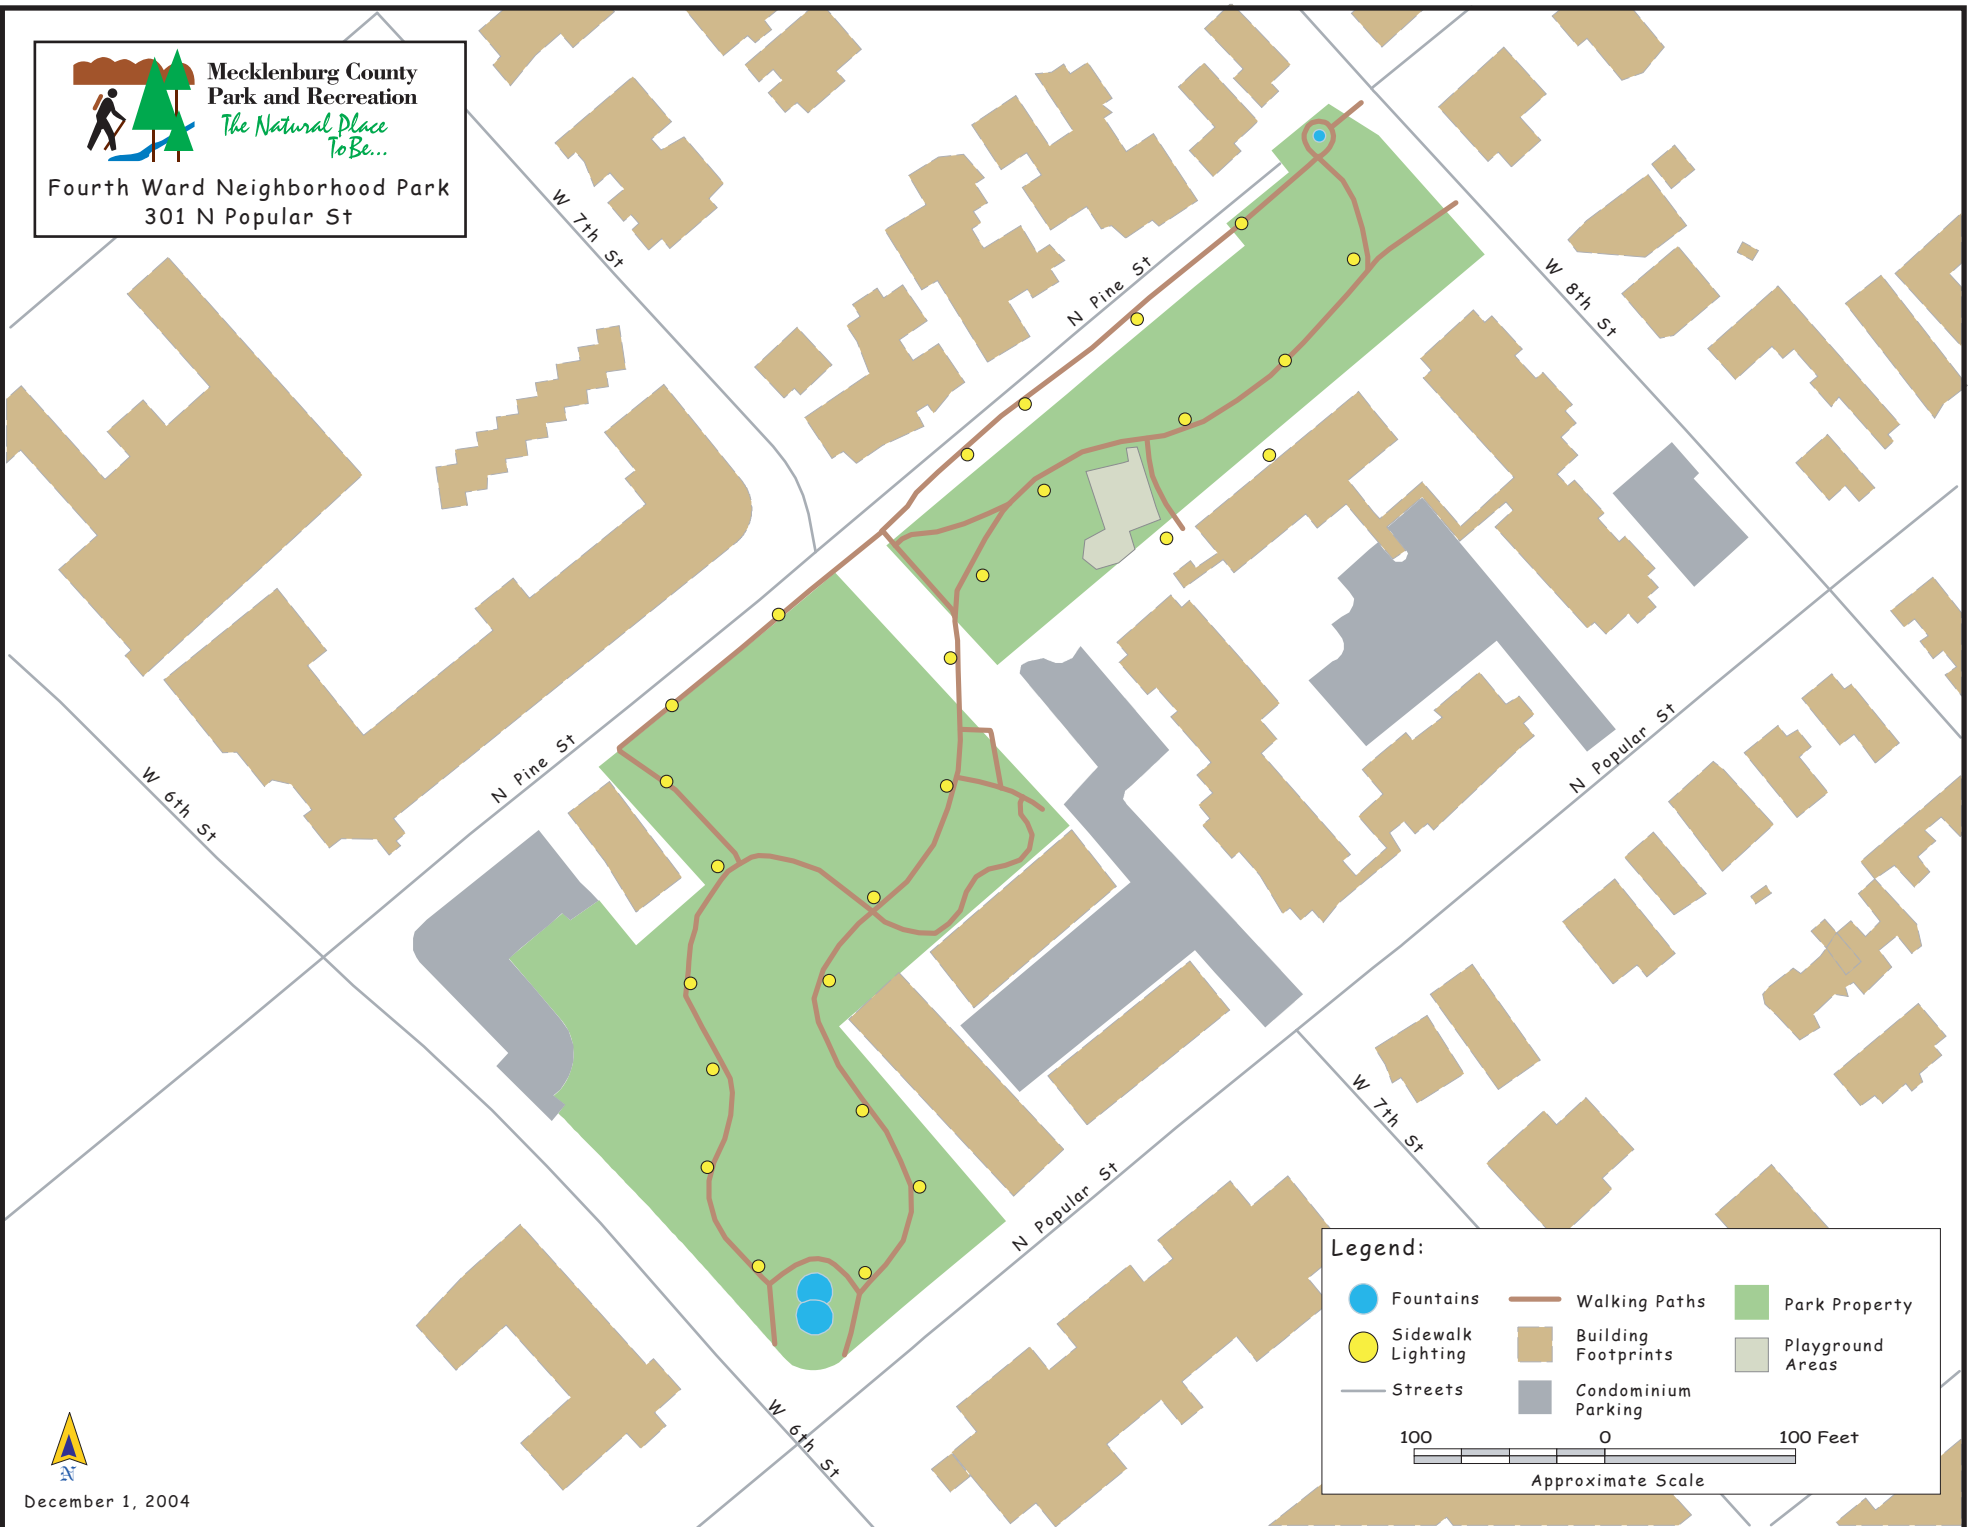 Mecklenburg County
Park and Recreation
The Natural Place
To Be...
Fourth Ward Neighborhood Park
301 N Popular St
W 7th St
N Pine St
W 8th St
N Pine St
W 6th St
N Popular St
W 7th St
N Popular St
W 6th St
Legend:
Fountains
Walking Paths
Park Property
Sidewalk
Lighting
Building
Footprints
Playground
Areas
Streets
Condominium
Parking
100 0 100 Feet
Approximate Scale
N
December 1, 2004